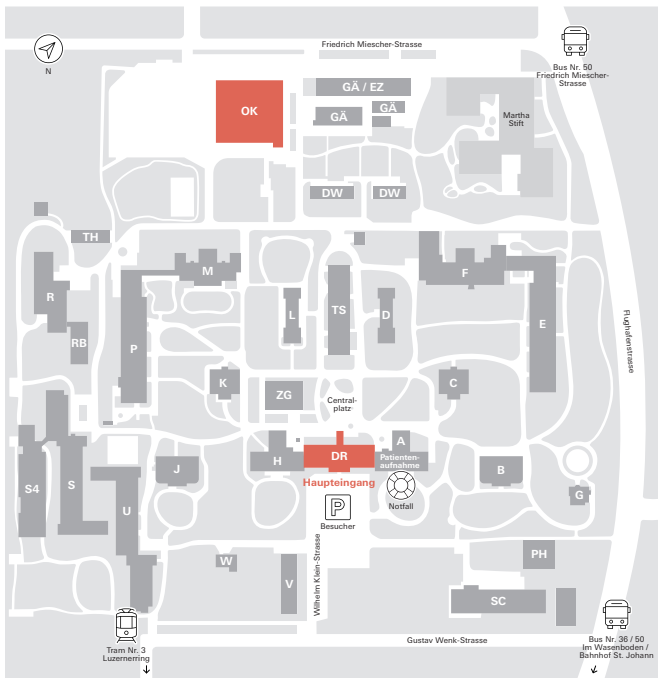 Friedrich Miescher-Strasse
N
Bus Nr. 50
Friedrich Miescher-
Strasse
GÄ / EZ
OK
GÄ
GÄ
Martha
Stift
DW
DW
TH
M
F
R
L
TS
D
E
Flughafenstrasse
RB
P
K
C
ZG
Central-
platz
A
H
DR
Patienten-
aufnahme
J
B
Haupteingang
S4
S
G
U
P
Notfall
Besucher
Wilhelm Klein-Strasse
W
PH
V
SC
Tram Nr. 3
Luzernerring
Gustav Wenk-Strasse
Bus Nr. 36 / 50
Im Wasenboden /
Bahnhof St. Johann